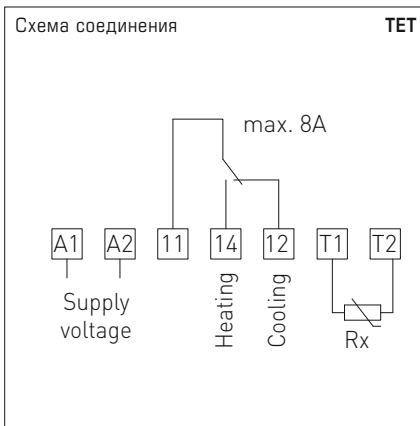 Схема соединения TET
max. 8A
A1 A2 11 14 12 T1 T2
Supply
voltage
Heating
Cooling
Rx